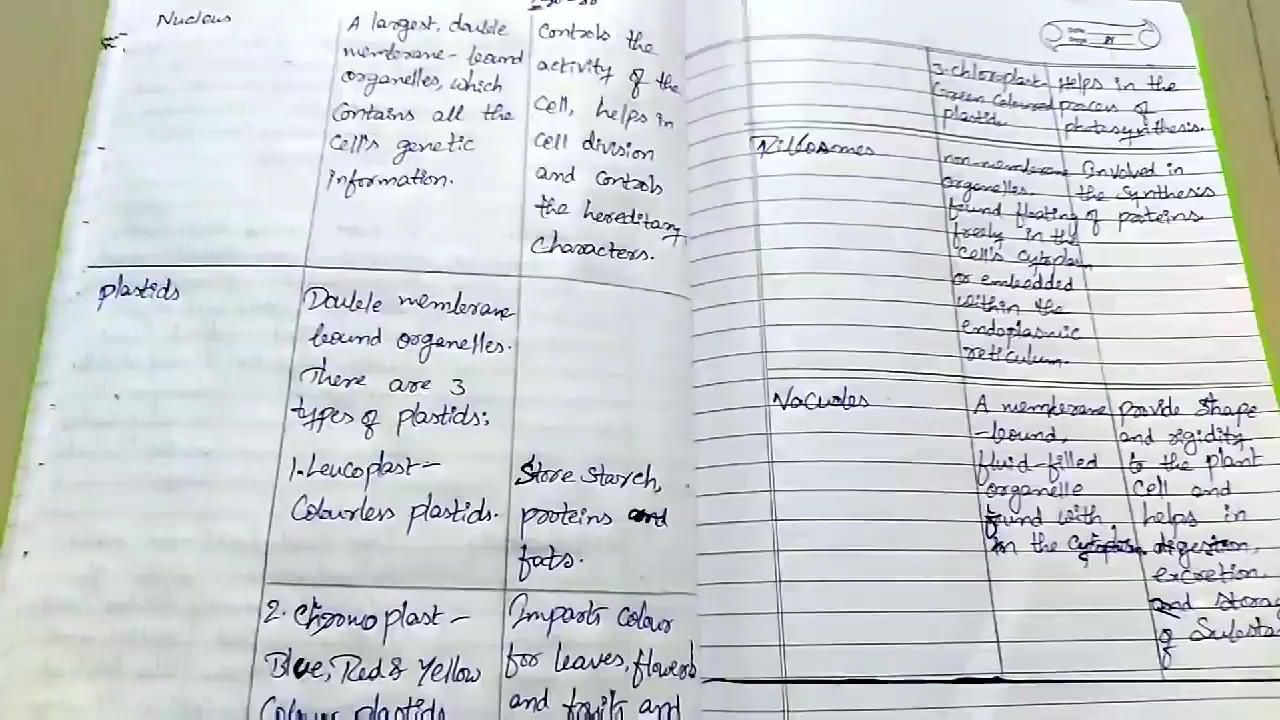 Nucleus
A largest, double
membrane-bound
organelles, which
contains all the
cell's genetic
information.
Controls the
activity of the
cell, helps in
cell division
and controls
the hereditary
characters.
plastids
Double membrane
bound organelles.
There are 3
types of plastids:
1. Leucoplast-
Colourless plastids.
Store starch,
proteins and
fats.
2. Chromoplast-
Blue, Red & Yellow
Colour plastids
Imparts colour
for leaves, flowers
and fruits and
3. chloroplast
Green Coloured
plastids
Helps in the
process of
photosynthesis.
Ribosomes
non-membrane
organelles.
found floating
freely in the
cell's cytoplasm
or embedded
within the
endoplasmic
reticulum.
Involved in
the synthesis
of proteins
Vacuoles
A membrane
-bound,
fluid-filled
organelle
found with
in the cytoplasm
provide shape
and rigidity
to the plant
cell and
helps in
digestion,
excretion.
and storag
of Substa